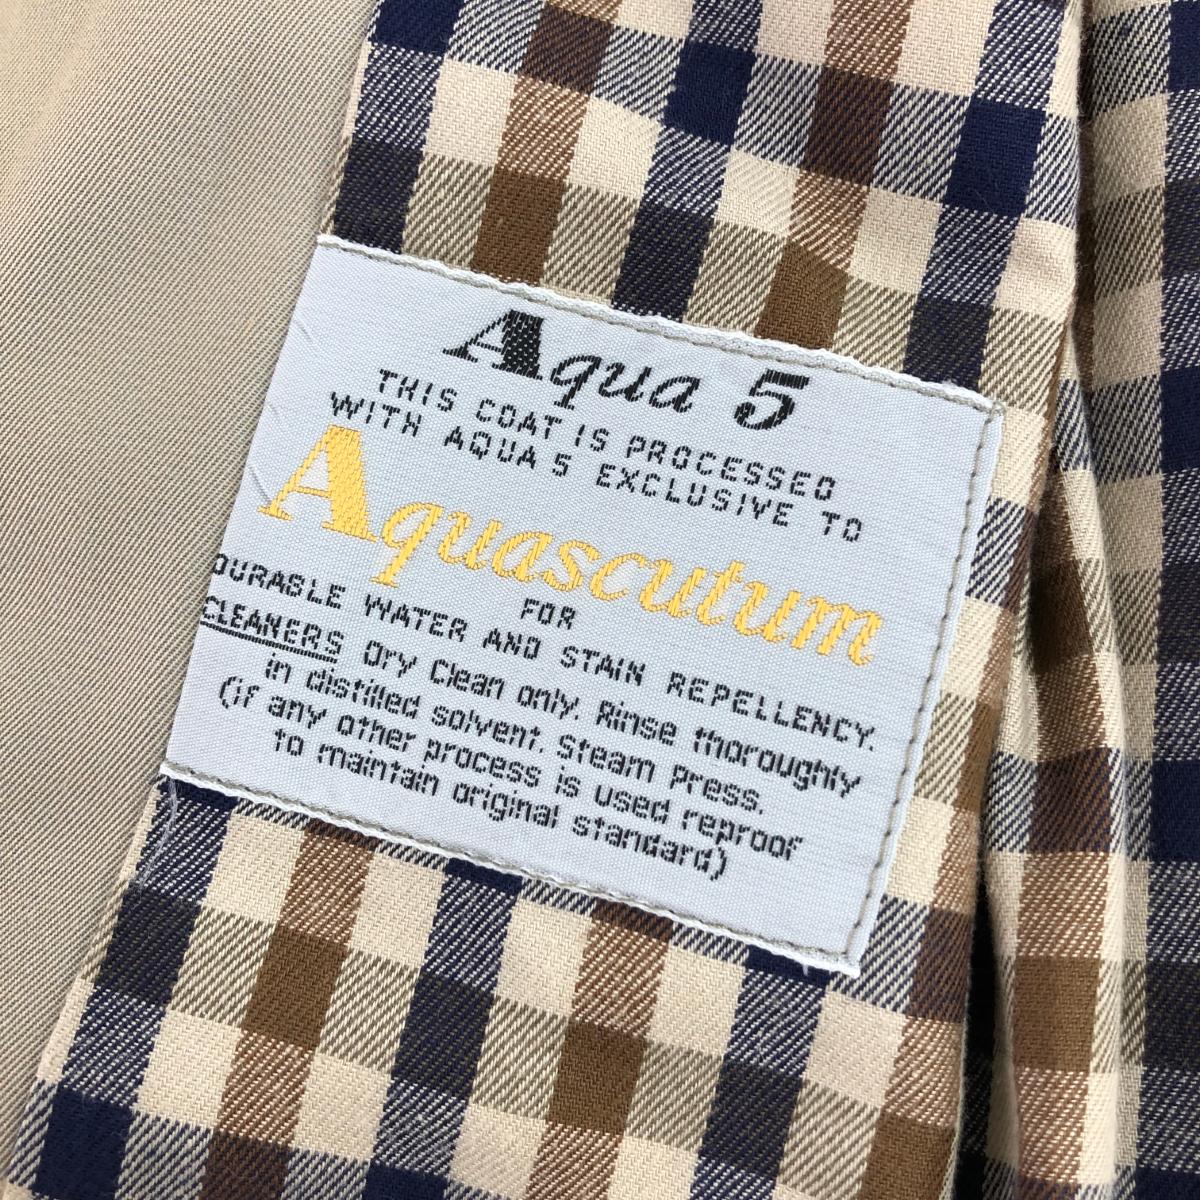 Aqua 5
THIS COAT IS PROCESSED
WITH AQUA 5 EXCLUSIVE TO
Aquascutum
FOR
DURABLE WATER AND STAIN REPELLENCY.
CLEANERS Dry Clean only. Rinse thoroughly
in distilled solvent. Steam Press.
(if any other process is used reproof
to maintain original standard)